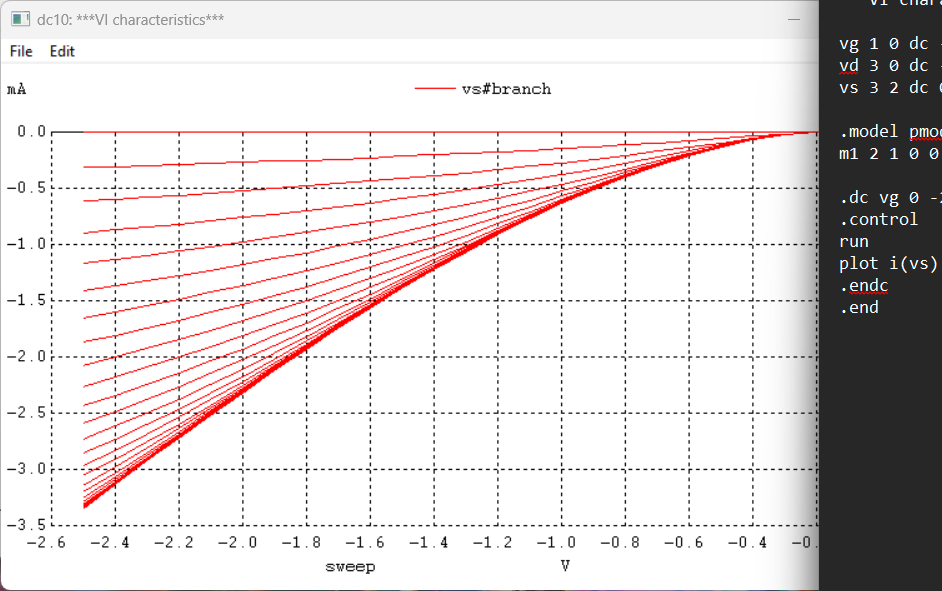 dc10: ***VI characteristics***
File Edit
mA
vs#branch
0.0
-0.5
-1.0
-1.5
-2.0
-2.5
-3.0
-3.5
-2.6 -2.4 -2.2 -2.0 -1.8 -1.6 -1.4 -1.2 -1.0 -0.8 -0.6 -0.4 -0.
sweep V
vg 1 0 dc
vd 3 0 dc
vs 3 2 dc
.model
m1 2 1 0 0
.dc vg 0
.control
run
plot i(vs)
.endc
.end